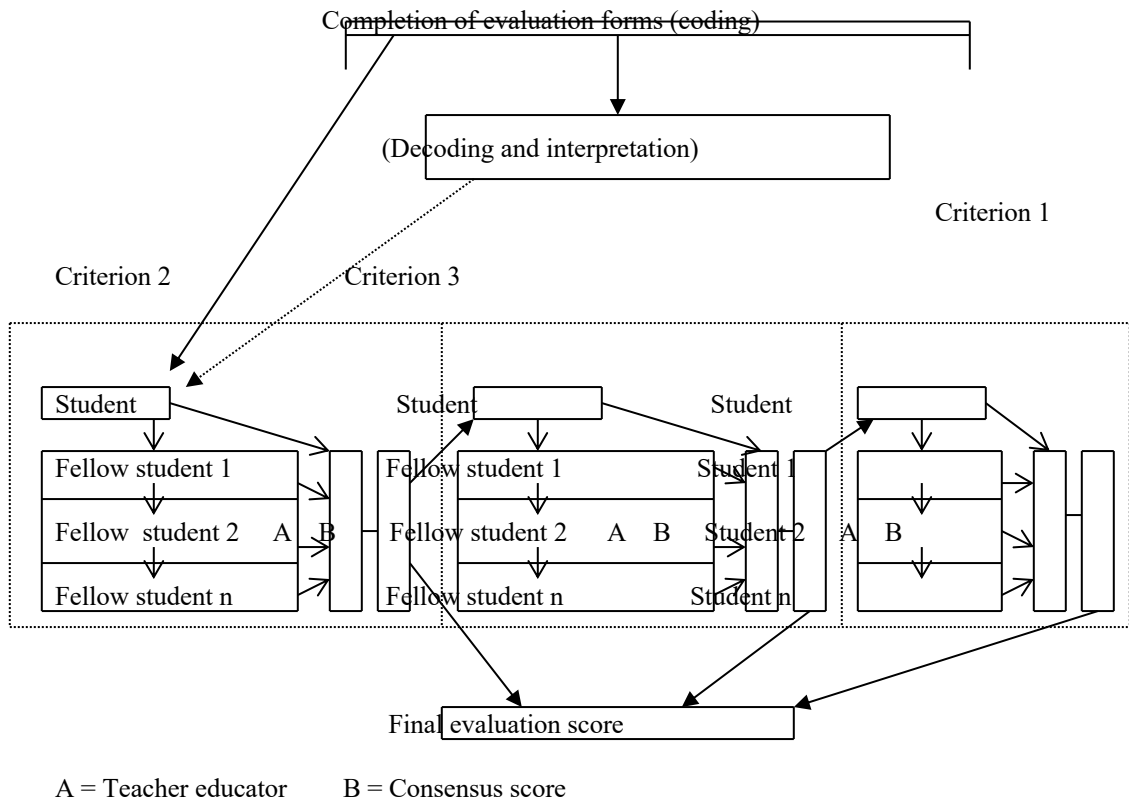 Completion of evaluation forms (coding)
(Decoding and interpretation)
Criterion 1
Criterion 2 Criterion 3
Student Student Student
Fellow student 1 Fellow student 1 Student 1
Fellow student 2 A B Fellow student 2 A B Student 2 A B
Fellow student n Fellow student n Student n
Final evaluation score
A = Teacher educator B = Consensus score